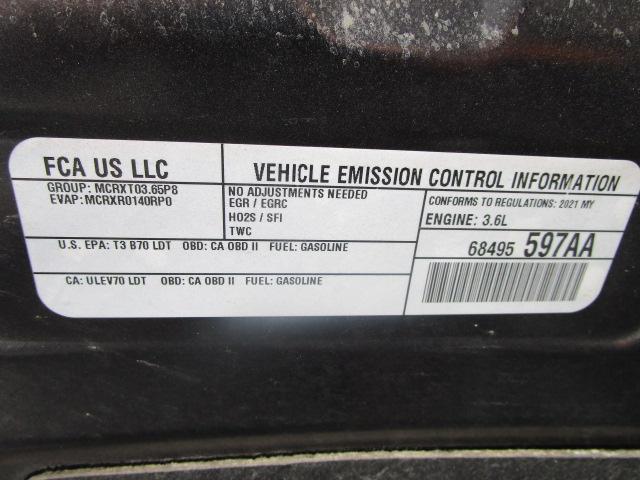 FCA US LLC
GROUP: MCRXT03.65P8
EVAP: MCRXR0140RP0
VEHICLE EMISSION CONTROL INFORMATION
NO ADJUSTMENTS NEEDED
EGR / EGRC
HO2S / SFI
TWC
CONFORMS TO REGULATIONS: 2021 MY
ENGINE: 3.6L
U.S. EPA: T3 B70 LDT OBD: CA OBD II FUEL: GASOLINE
68495 597AA
CA: ULEV70 LDT OBD: CA OBD II FUEL: GASOLINE